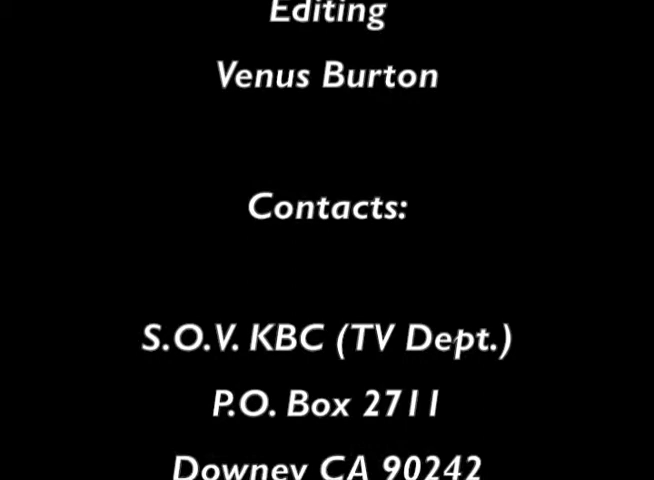 Editing
Venus Burton
Contacts:
S.O.V. KBC (TV Dept.)
P.O. Box 2711
Downey CA 90242